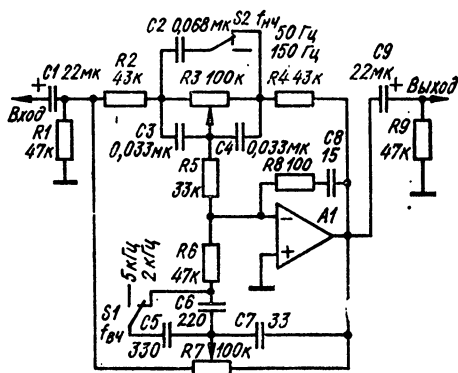 C2 0,068мк S2 fнч
50 Гц
150 Гц
C1 22мк
R2
43к
R3 100к
R4 43к
C9
22мк
Вход
Выход
R1
47к
C3
0,033мк
C4
0,033мк
R5
33к
R8 100
C8
15
R9
47к
A1
R6
47к
5кГц
2кГц
S1
fвч
C6
220
C5
330
C7 33
R7 100к